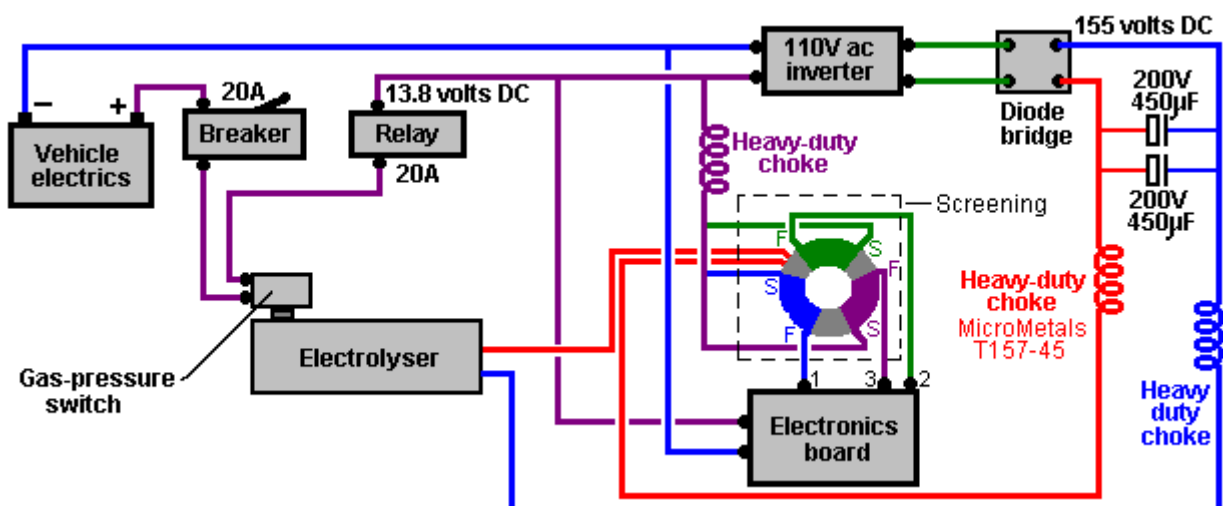 155 volts DC
110V ac
inverter
200V
450µF
20A
13.8 volts DC
− +
Breaker
Relay
Diode
bridge
Vehicle
electrics
Heavy-duty
choke
20A
200V
450µF
Screening
F
S
F
S
Heavy-duty
choke
MicroMetals
T157-45
F
S
Electrolyser
Gas-pressure
switch
1
3
2
Heavy
duty
choke
Electronics
board